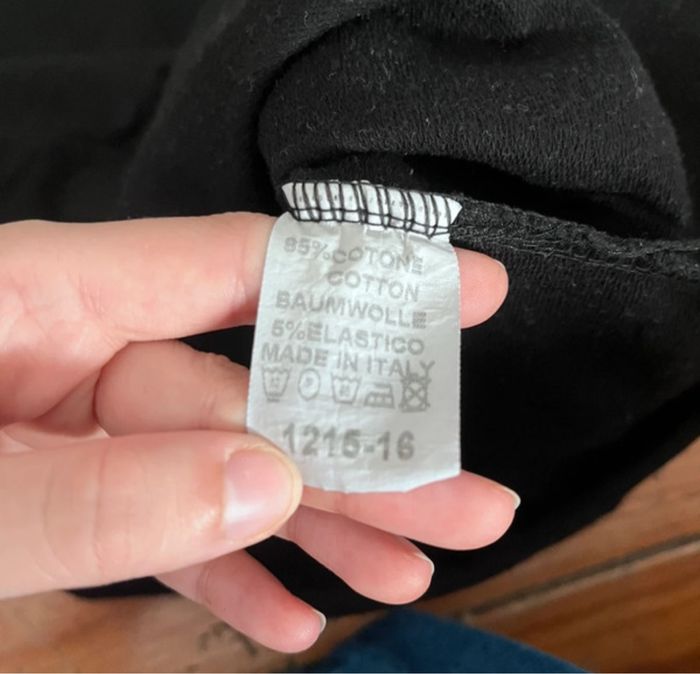 85%COTONE
COTTON
BAUMWOLLE
5%ELASTICO
MADE IN ITALY
1215-16